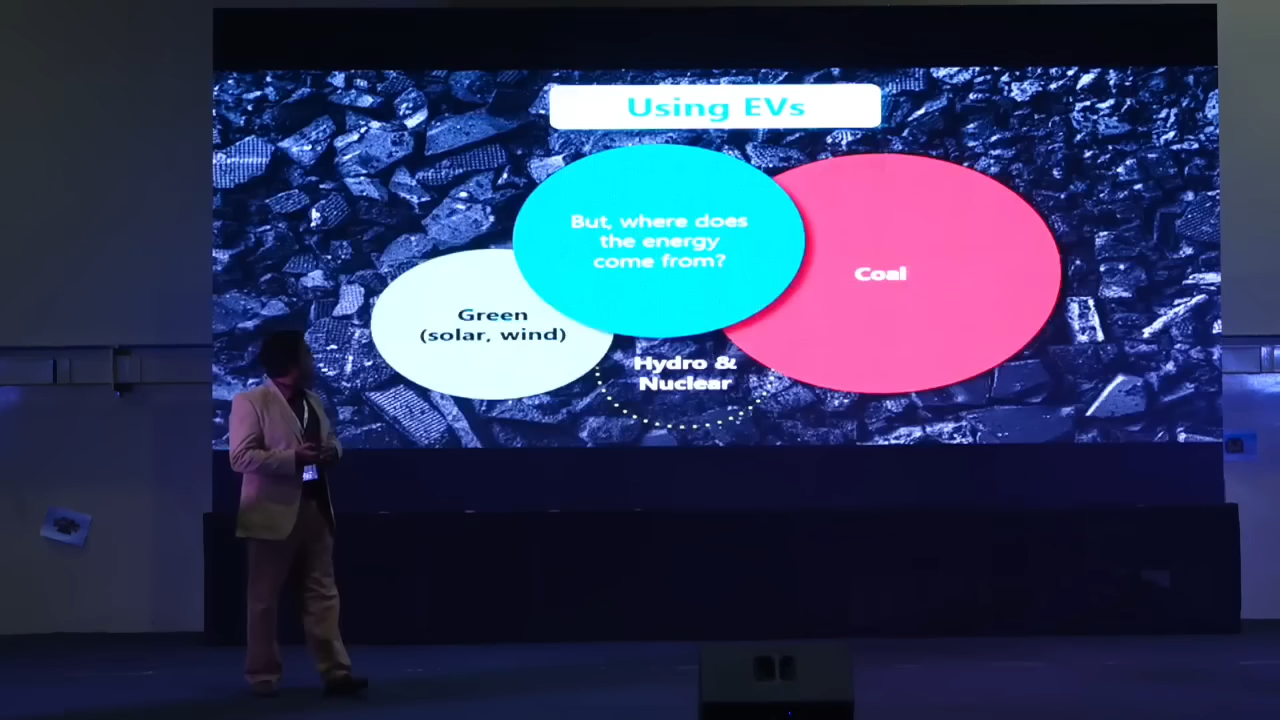 Using EVs
But, where does
the energy
come from?
Coal
Green
(solar, wind)
Hydro &
Nuclear